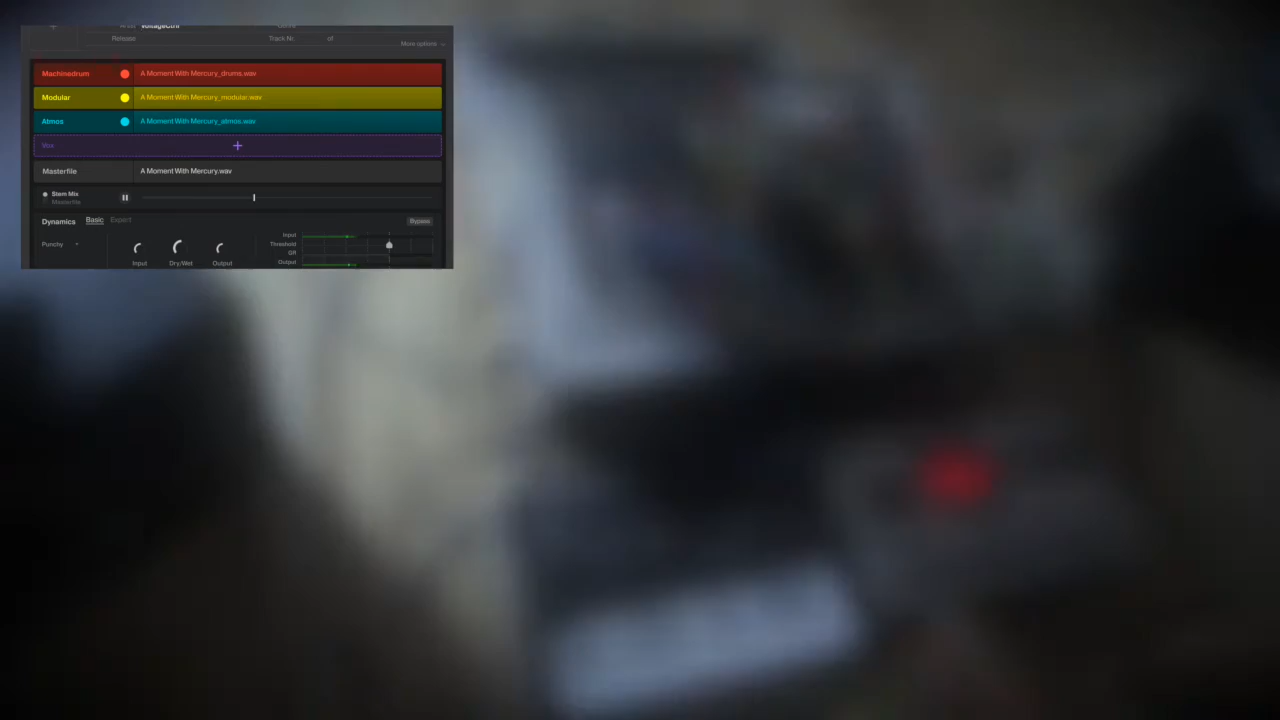 Artist VoltageCtrl
Release Track Nr. of
More options
Machinedrum A Moment With Mercury_drums.wav
Modular A Moment With Mercury_modular.wav
Atmos A Moment With Mercury_atmos.wav
Vox
Masterfile A Moment With Mercury.wav
Stem Mix
Masterfile
Dynamics Basic Expert Bypass
Punchy
Input Dry/Wet Output
Input
Threshold
GR
Output